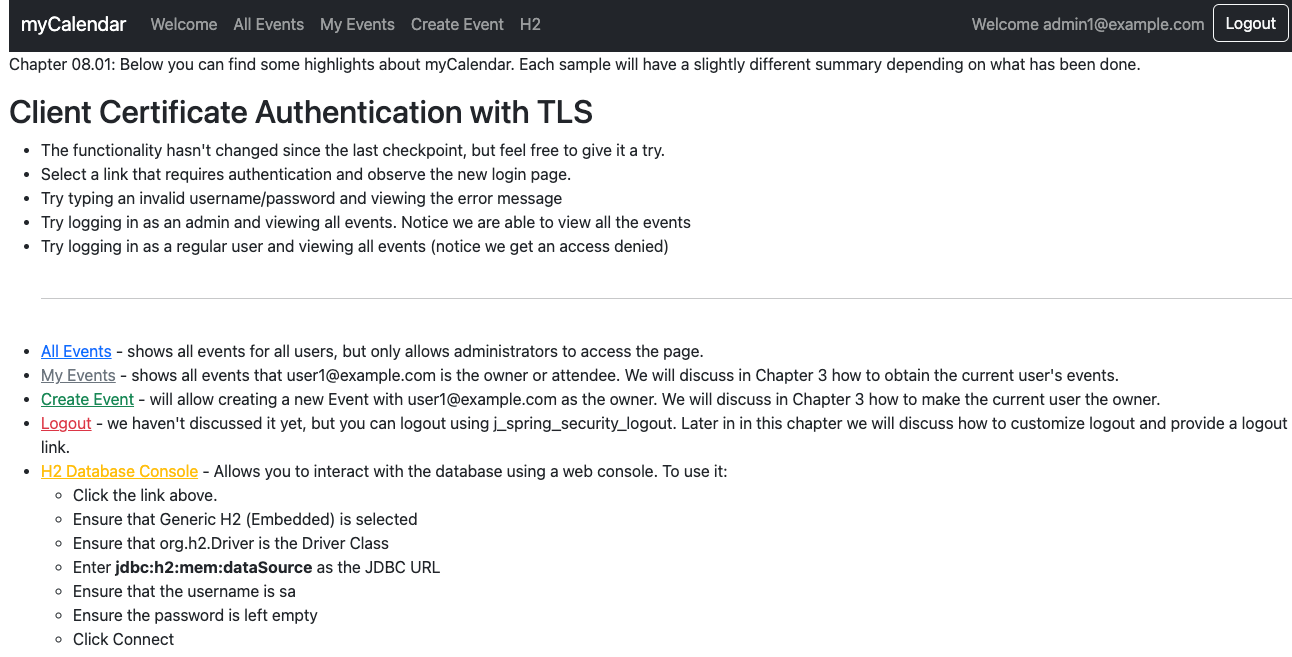 myCalendar Welcome All Events My Events Create Event H2 Welcome admin1@example.com Logout
Chapter 08.01: Below you can find some highlights about myCalendar. Each sample will have a slightly different summary depending on what has been done.
Client Certificate Authentication with TLS
• The functionality hasn't changed since the last checkpoint, but feel free to give it a try.
• Select a link that requires authentication and observe the new login page.
• Try typing an invalid username/password and viewing the error message
• Try logging in as an admin and viewing all events. Notice we are able to view all the events
• Try logging in as a regular user and viewing all events (notice we get an access denied)
• All Events - shows all events for all users, but only allows administrators to access the page.
• My Events - shows all events that user1@example.com is the owner or attendee. We will discuss in Chapter 3 how to obtain the current user's events.
• Create Event - will allow creating a new Event with user1@example.com as the owner. We will discuss in Chapter 3 how to make the current user the owner.
• Logout - we haven't discussed it yet, but you can logout using j_spring_security_logout. Later in in this chapter we will discuss how to customize logout and provide a logout
link.
• H2 Database Console - Allows you to interact with the database using a web console. To use it:
◦ Click the link above.
◦ Ensure that Generic H2 (Embedded) is selected
◦ Ensure that org.h2.Driver is the Driver Class
◦ Enter jdbc:h2:mem:dataSource as the JDBC URL
◦ Ensure that the username is sa
◦ Ensure the password is left empty
◦ Click Connect